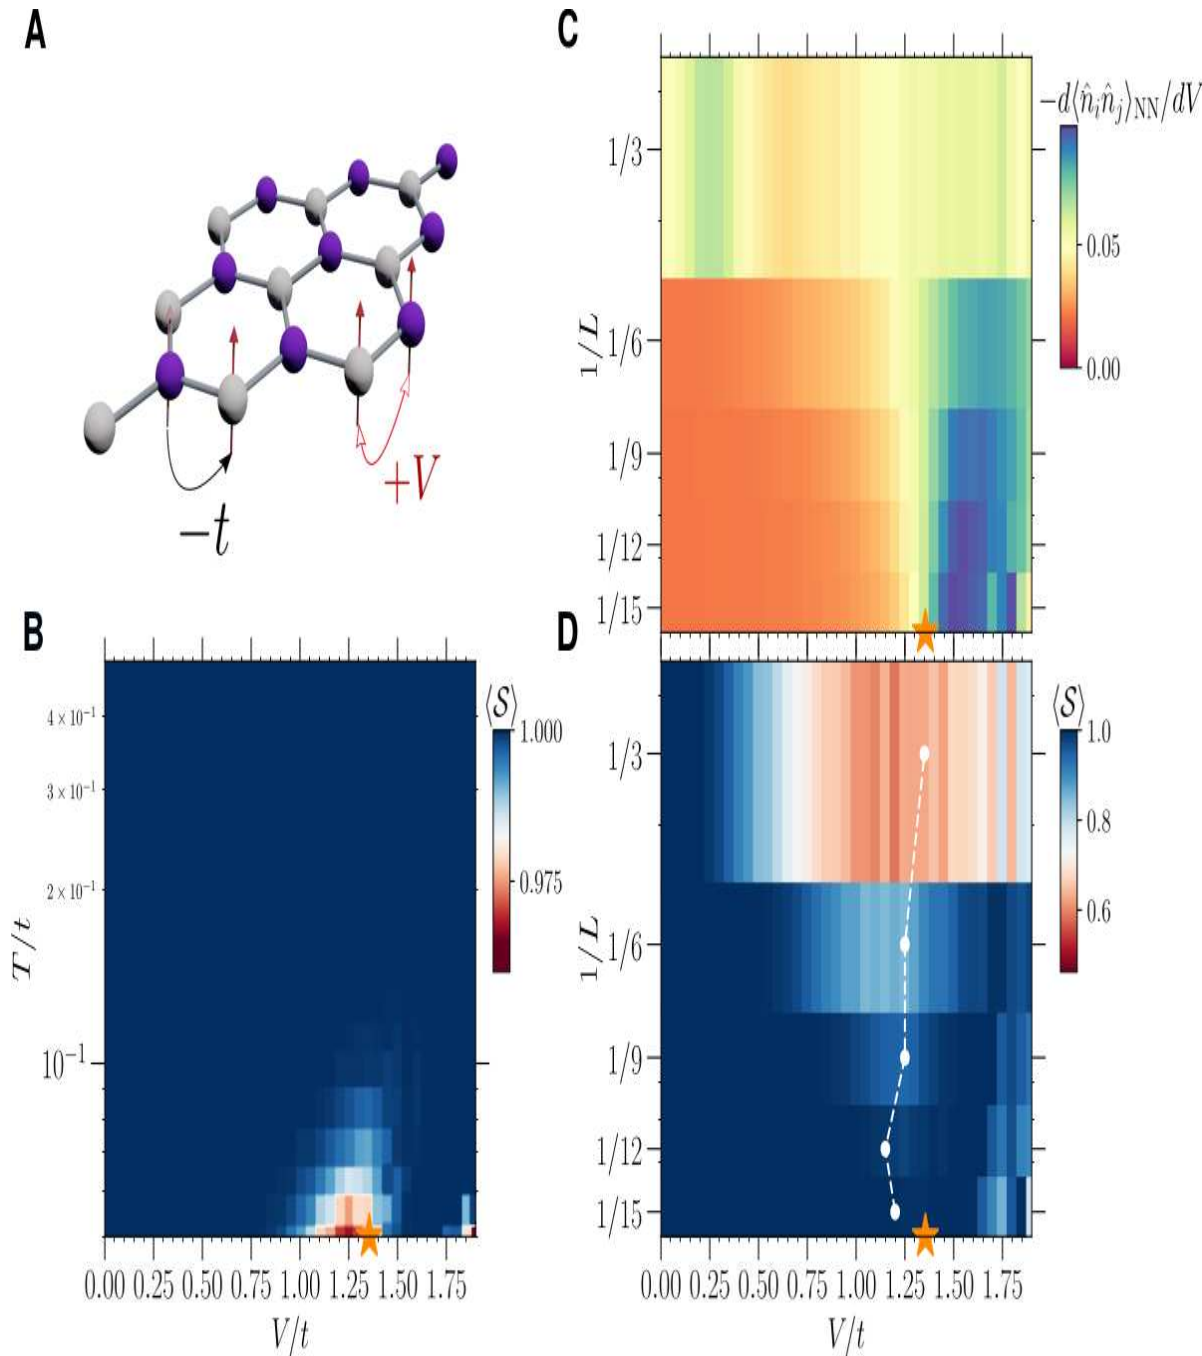 A
−t
+V
B
⟨𝒮⟩
1.000
0.975
4 × 10⁻¹
3 × 10⁻¹
2 × 10⁻¹
10⁻¹
T/t
0.00 0.25 0.50 0.75 1.00 1.25 1.50 1.75
V/t
C
−d⟨n̂ᵢn̂ⱼ⟩NN/dV
0.05
0.00
1/3
1/6
1/9
1/12
1/15
1/L
D
⟨𝒮⟩
1.0
0.8
0.6
1/3
1/6
1/9
1/12
1/15
1/L
0.00 0.25 0.50 0.75 1.00 1.25 1.50 1.75
V/t